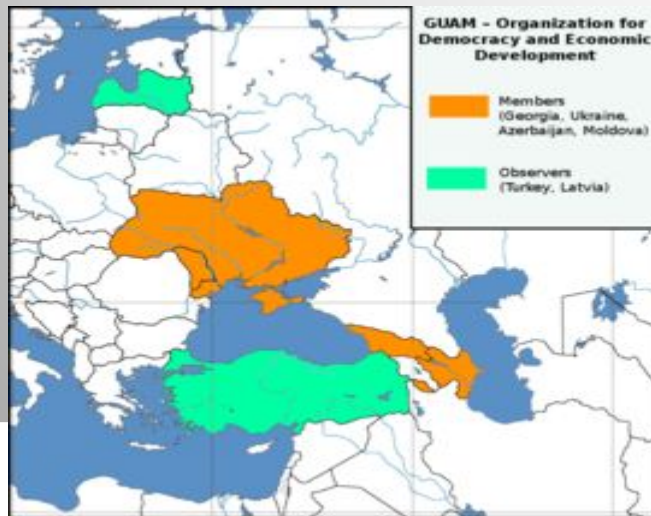 GUAM – Organization for
Democracy and Economic
Development
Members
(Georgia, Ukraine,
Azerbaijan, Moldova)
Observers
(Turkey, Latvia)